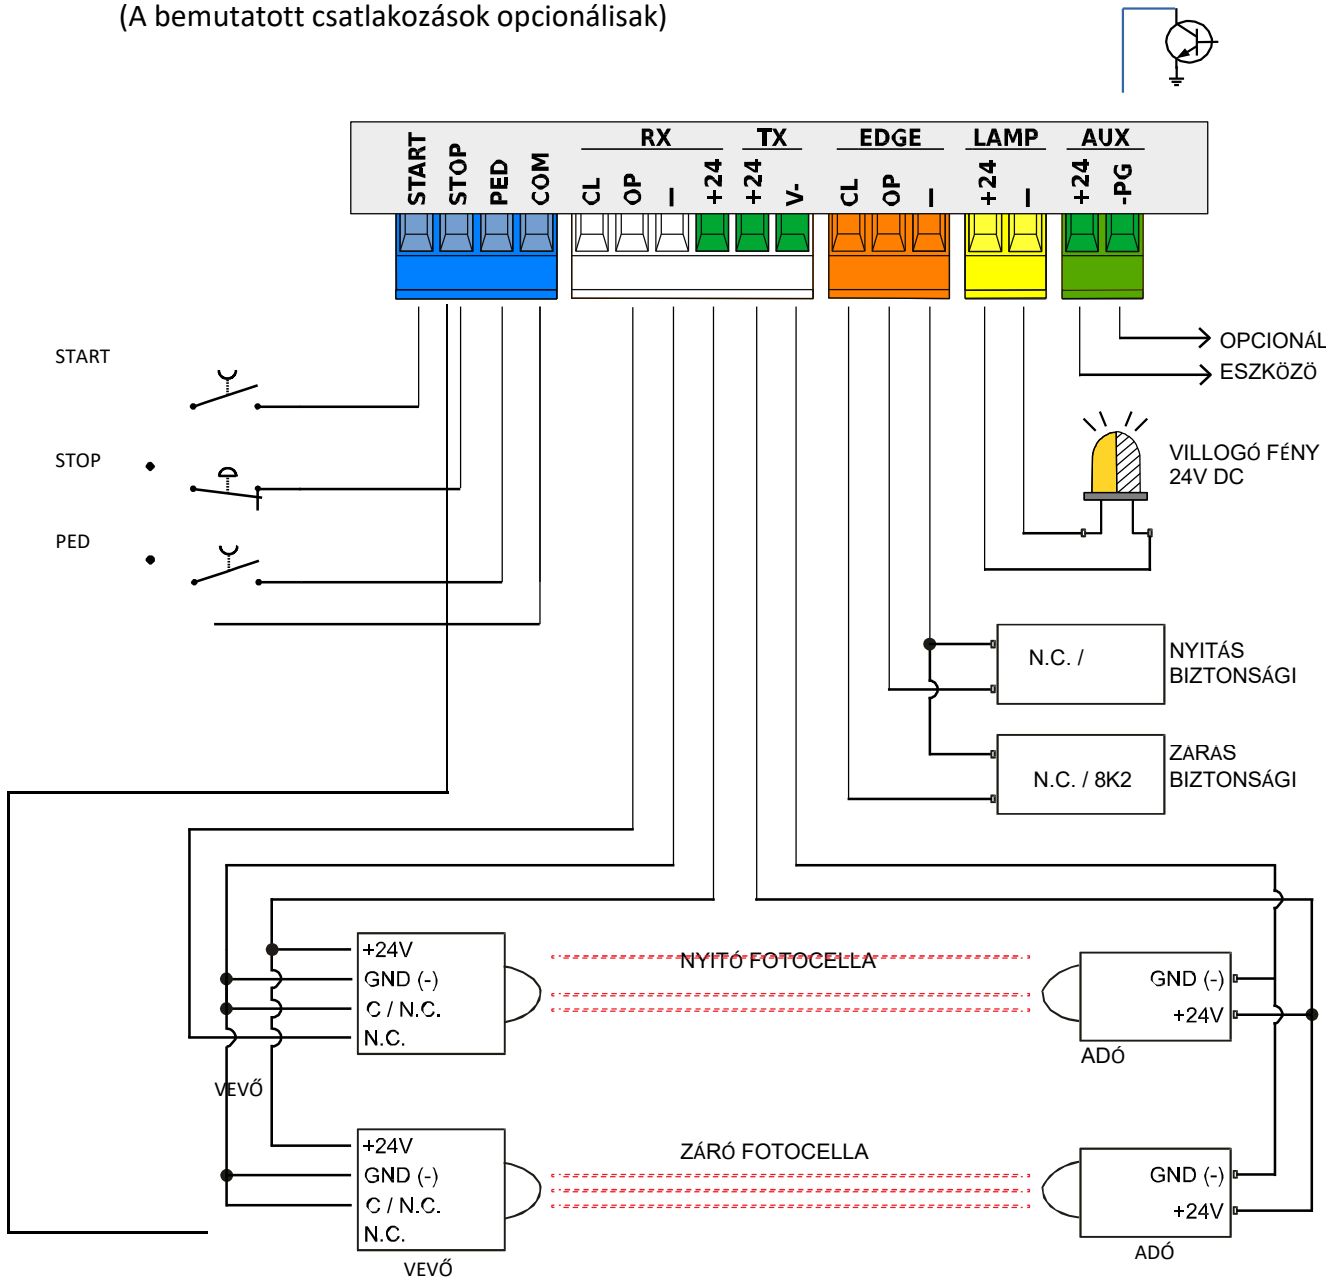 (A bemutatott csatlakozások opcionálisak)
RX TX EDGE LAMP AUX
START STOP PED COM CL OP — +24 +24 V- CL OP — +24 — +24 -PG
START
STOP
PED
OPCIONÁL
ESZKÖZÖ
VILLOGÓ FÉNY
24V DC
N.C. /
NYITÁS
BIZTONSÁGI
N.C. / 8K2
ZARAS
BIZTONSÁGI
+24V
GND (-)
C / N.C.
N.C.
VEVŐ
NYITÓ FOTOCELLA
GND (-)
+24V
ADÓ
+24V
GND (-)
C / N.C.
N.C.
VEVŐ
ZÁRÓ FOTOCELLA
GND (-)
+24V
ADÓ